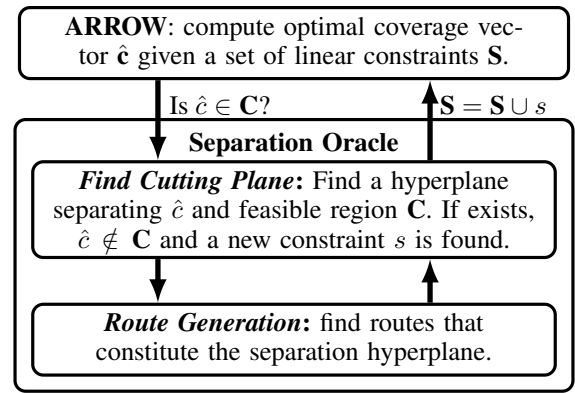 ARROW: compute optimal coverage vec-
tor ĉ given a set of linear constraints S.
Is ĉ ∈ C?
S = S ∪ s
Separation Oracle
Find Cutting Plane: Find a hyperplane
separating ĉ and feasible region C. If exists,
ĉ ∉ C and a new constraint s is found.
Route Generation: find routes that
constitute the separation hyperplane.